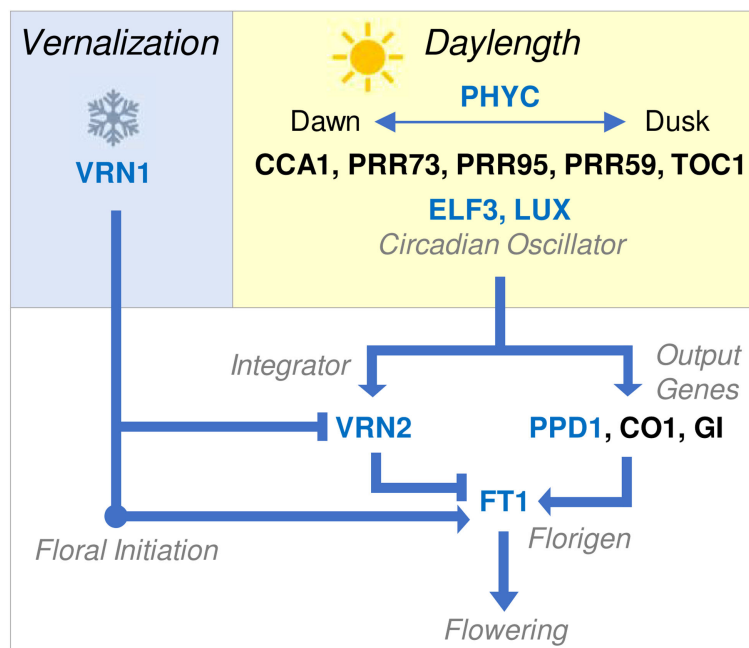 Vernalization
Daylength
PHYC
Dawn
Dusk
VRN1
CCA1, PRR73, PRR95, PRR59, TOC1
ELF3, LUX
Circadian Oscillator
Integrator
Output
Genes
VRN2
PPD1, CO1, GI
FT1
Floral Initiation
Florigen
Flowering